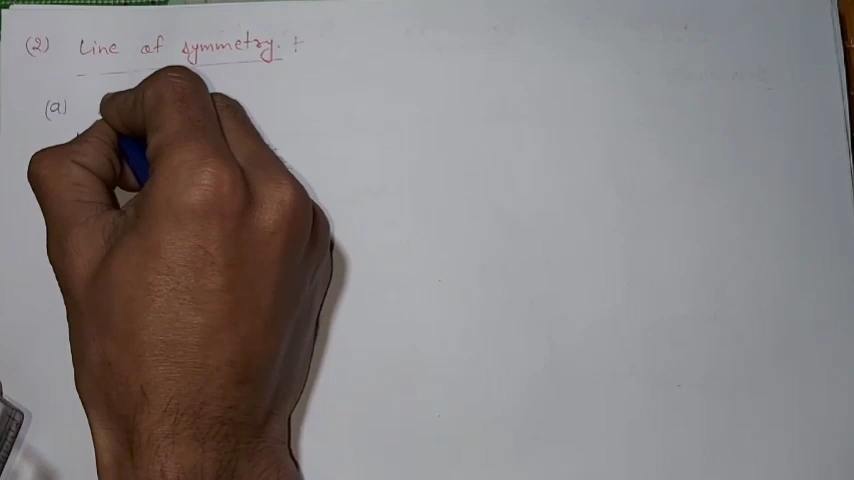 (2) Line of symmetry. :
(a)